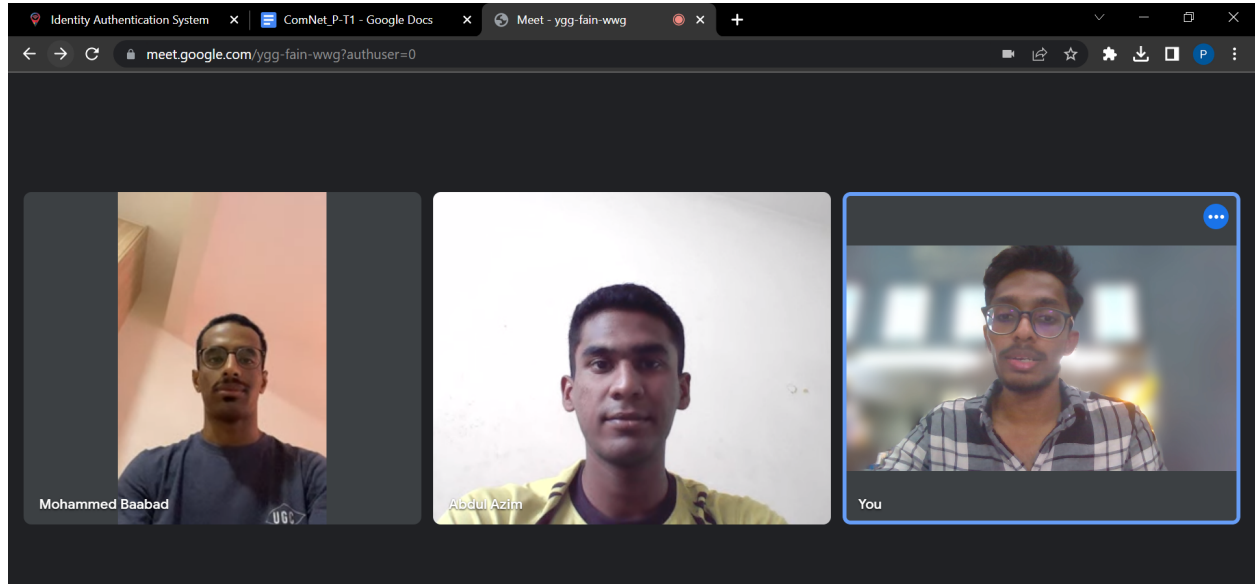 Identity Authentication System
ComNet_P-T1 - Google Docs
Meet - ygg-fain-wwg
meet.google.com/ygg-fain-wwg?authuser=0
P
Mohammed Baabad
UGC
Abdul Azim
You